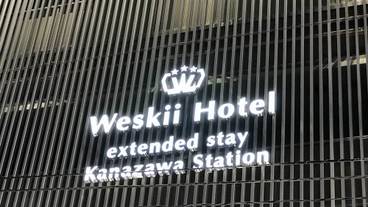 Weskii Hotel
extended stay
Kanazawa Station